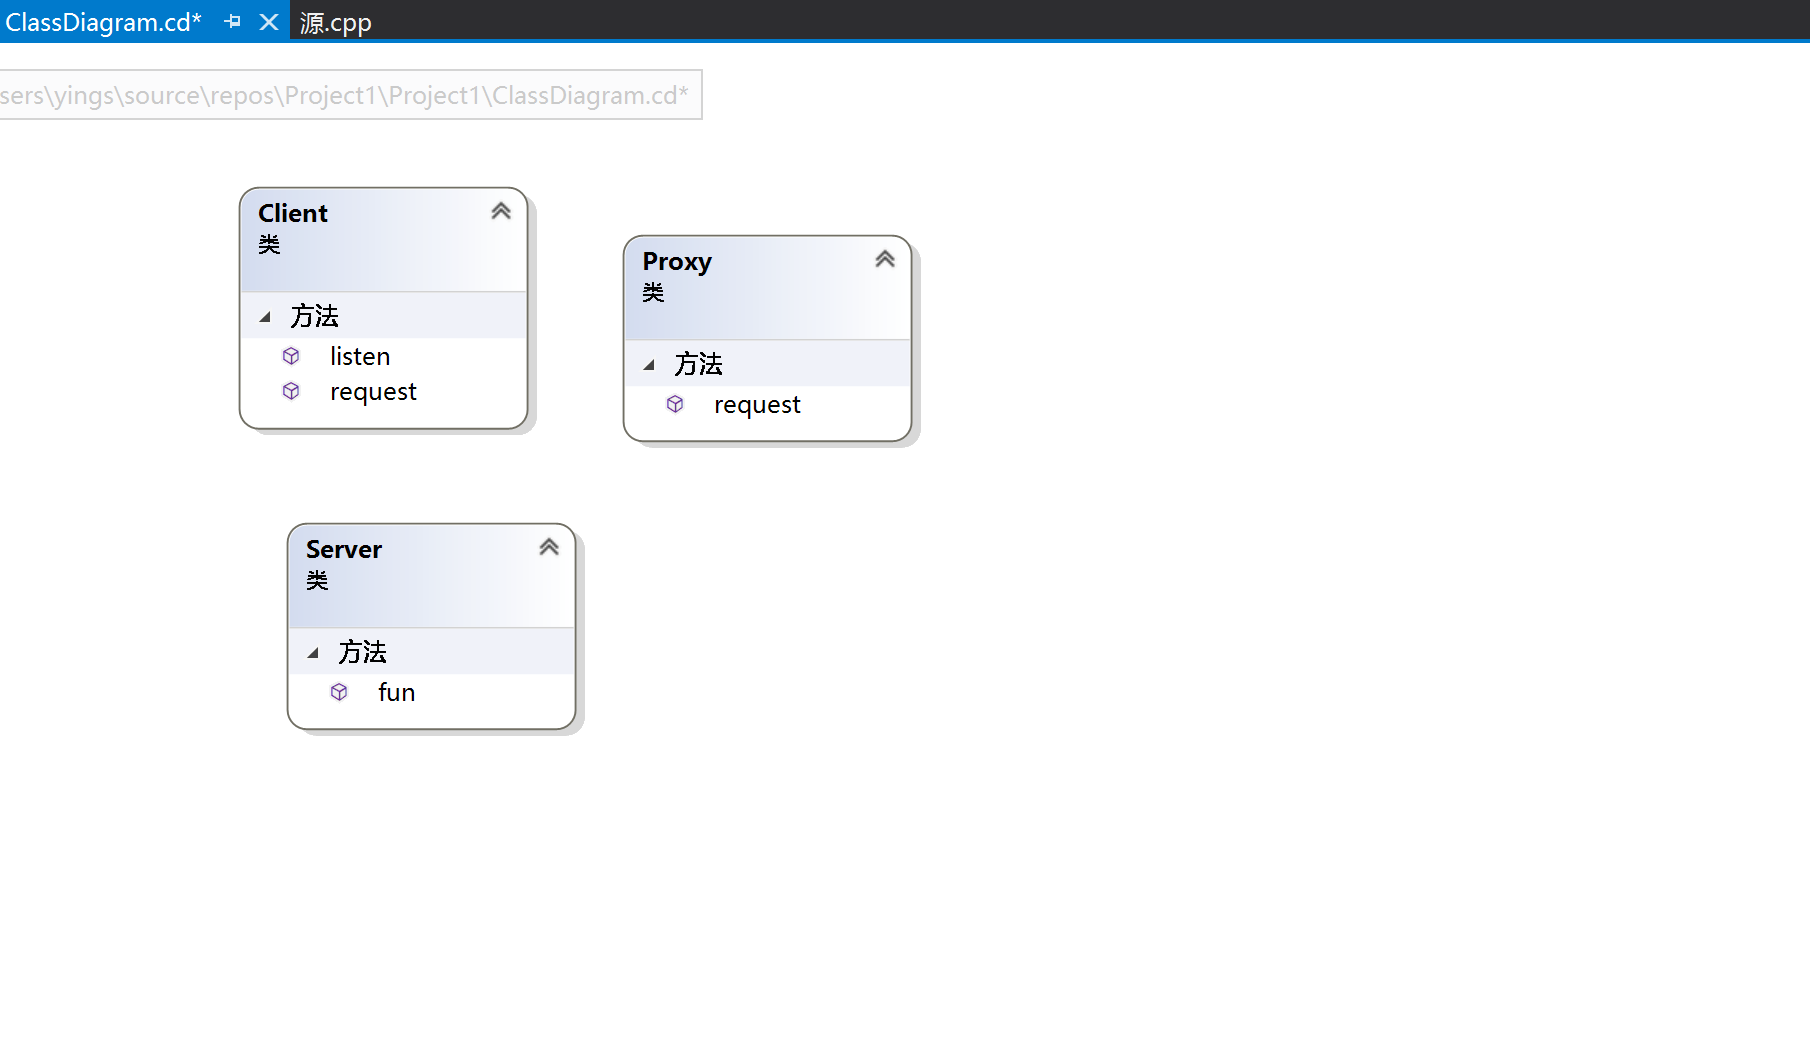 ClassDiagram.cd* 源.cpp
sers\yings\source\repos\Project1\Project1\ClassDiagram.cd*
Client
类
方法
listen
request
Proxy
类
方法
request
Server
类
方法
fun